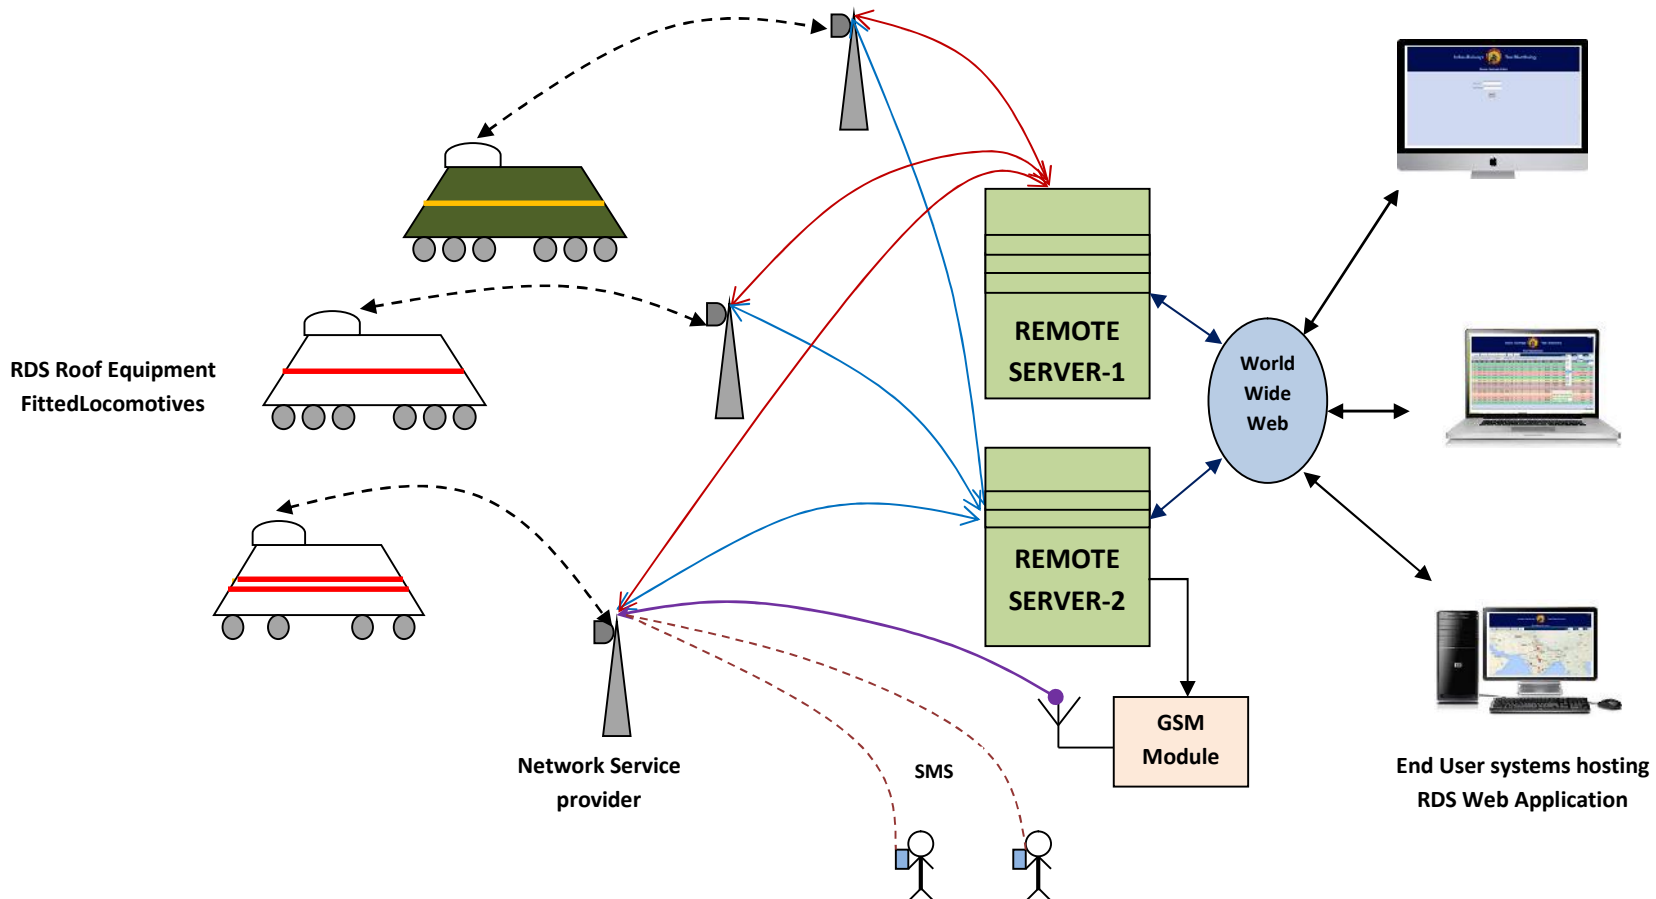 RDS Roof Equipment
FittedLocomotives
REMOTE
SERVER-1
World
Wide
Web
REMOTE
SERVER-2
GSM
Module
Network Service
provider
SMS
End User systems hosting
RDS Web Application